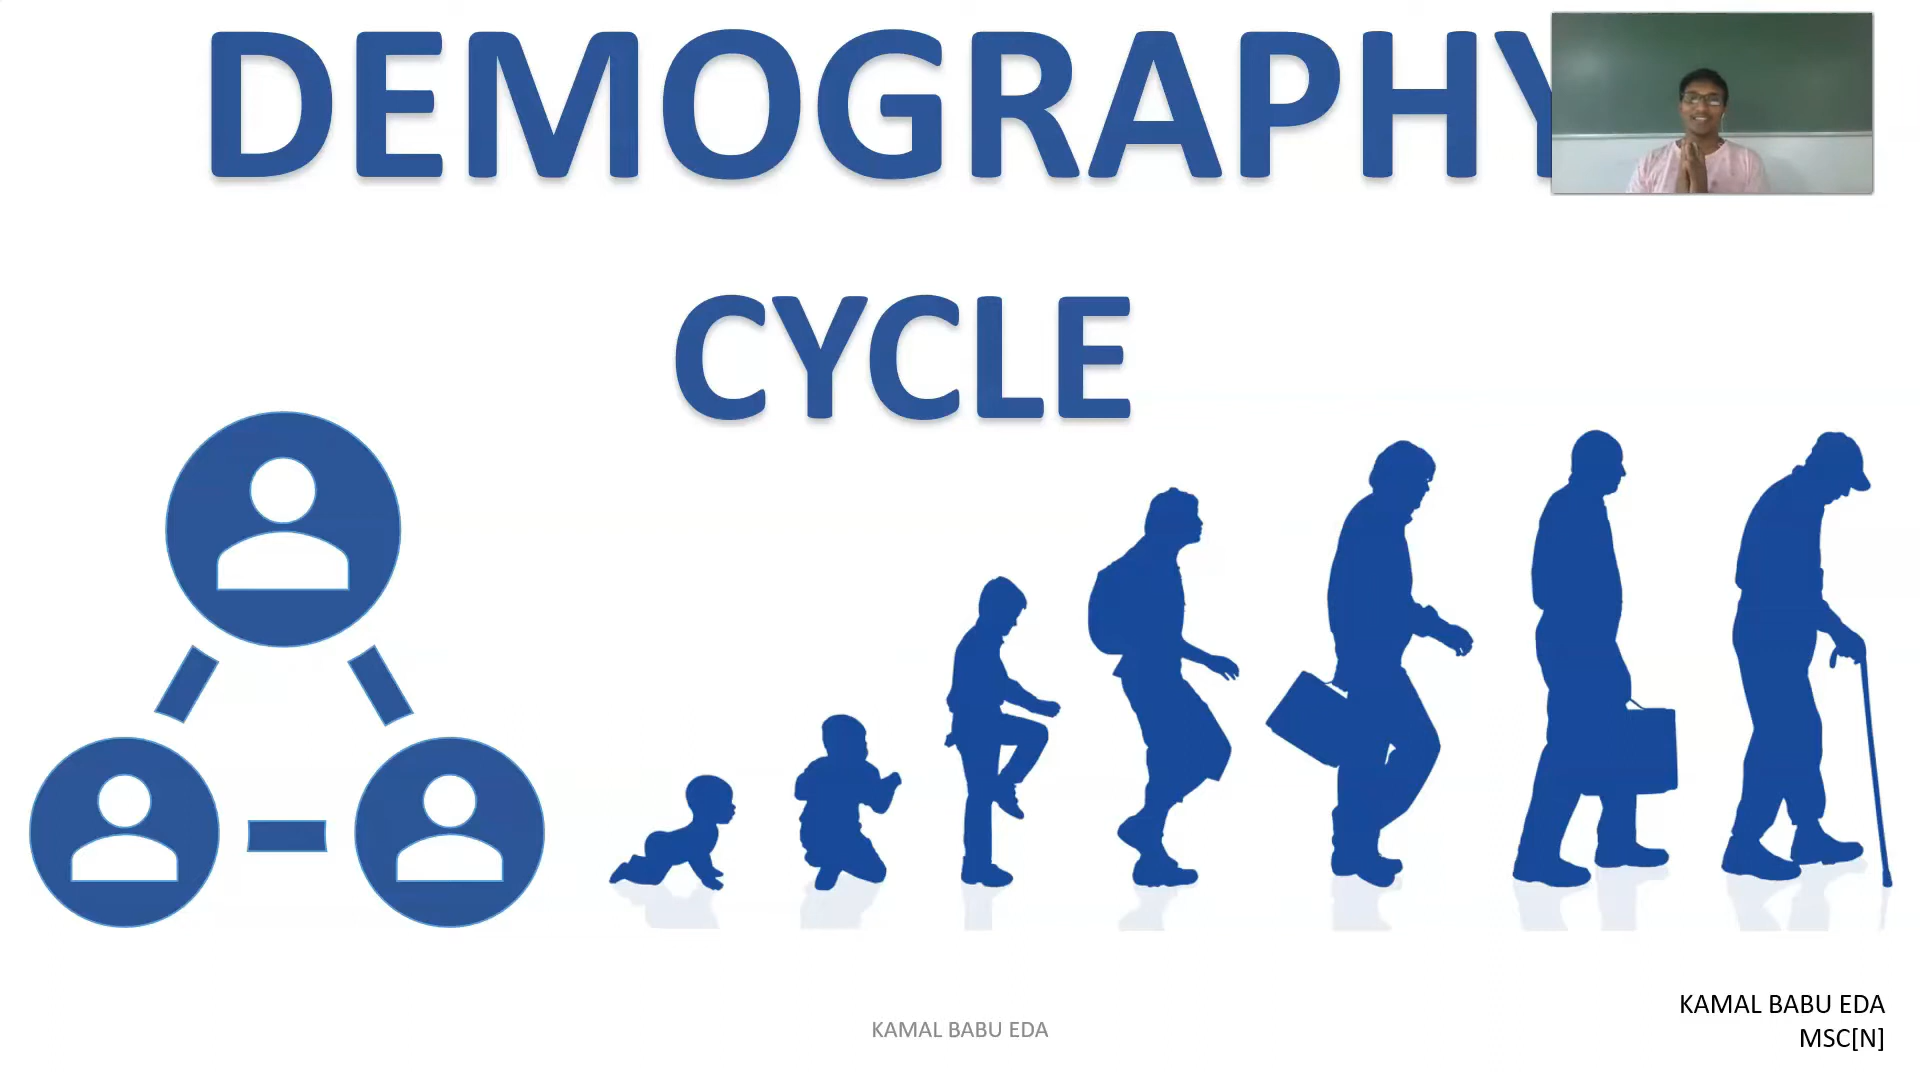 DEMOGRAPHY
CYCLE
KAMAL BABU EDA
MSC[N]
KAMAL BABU EDA